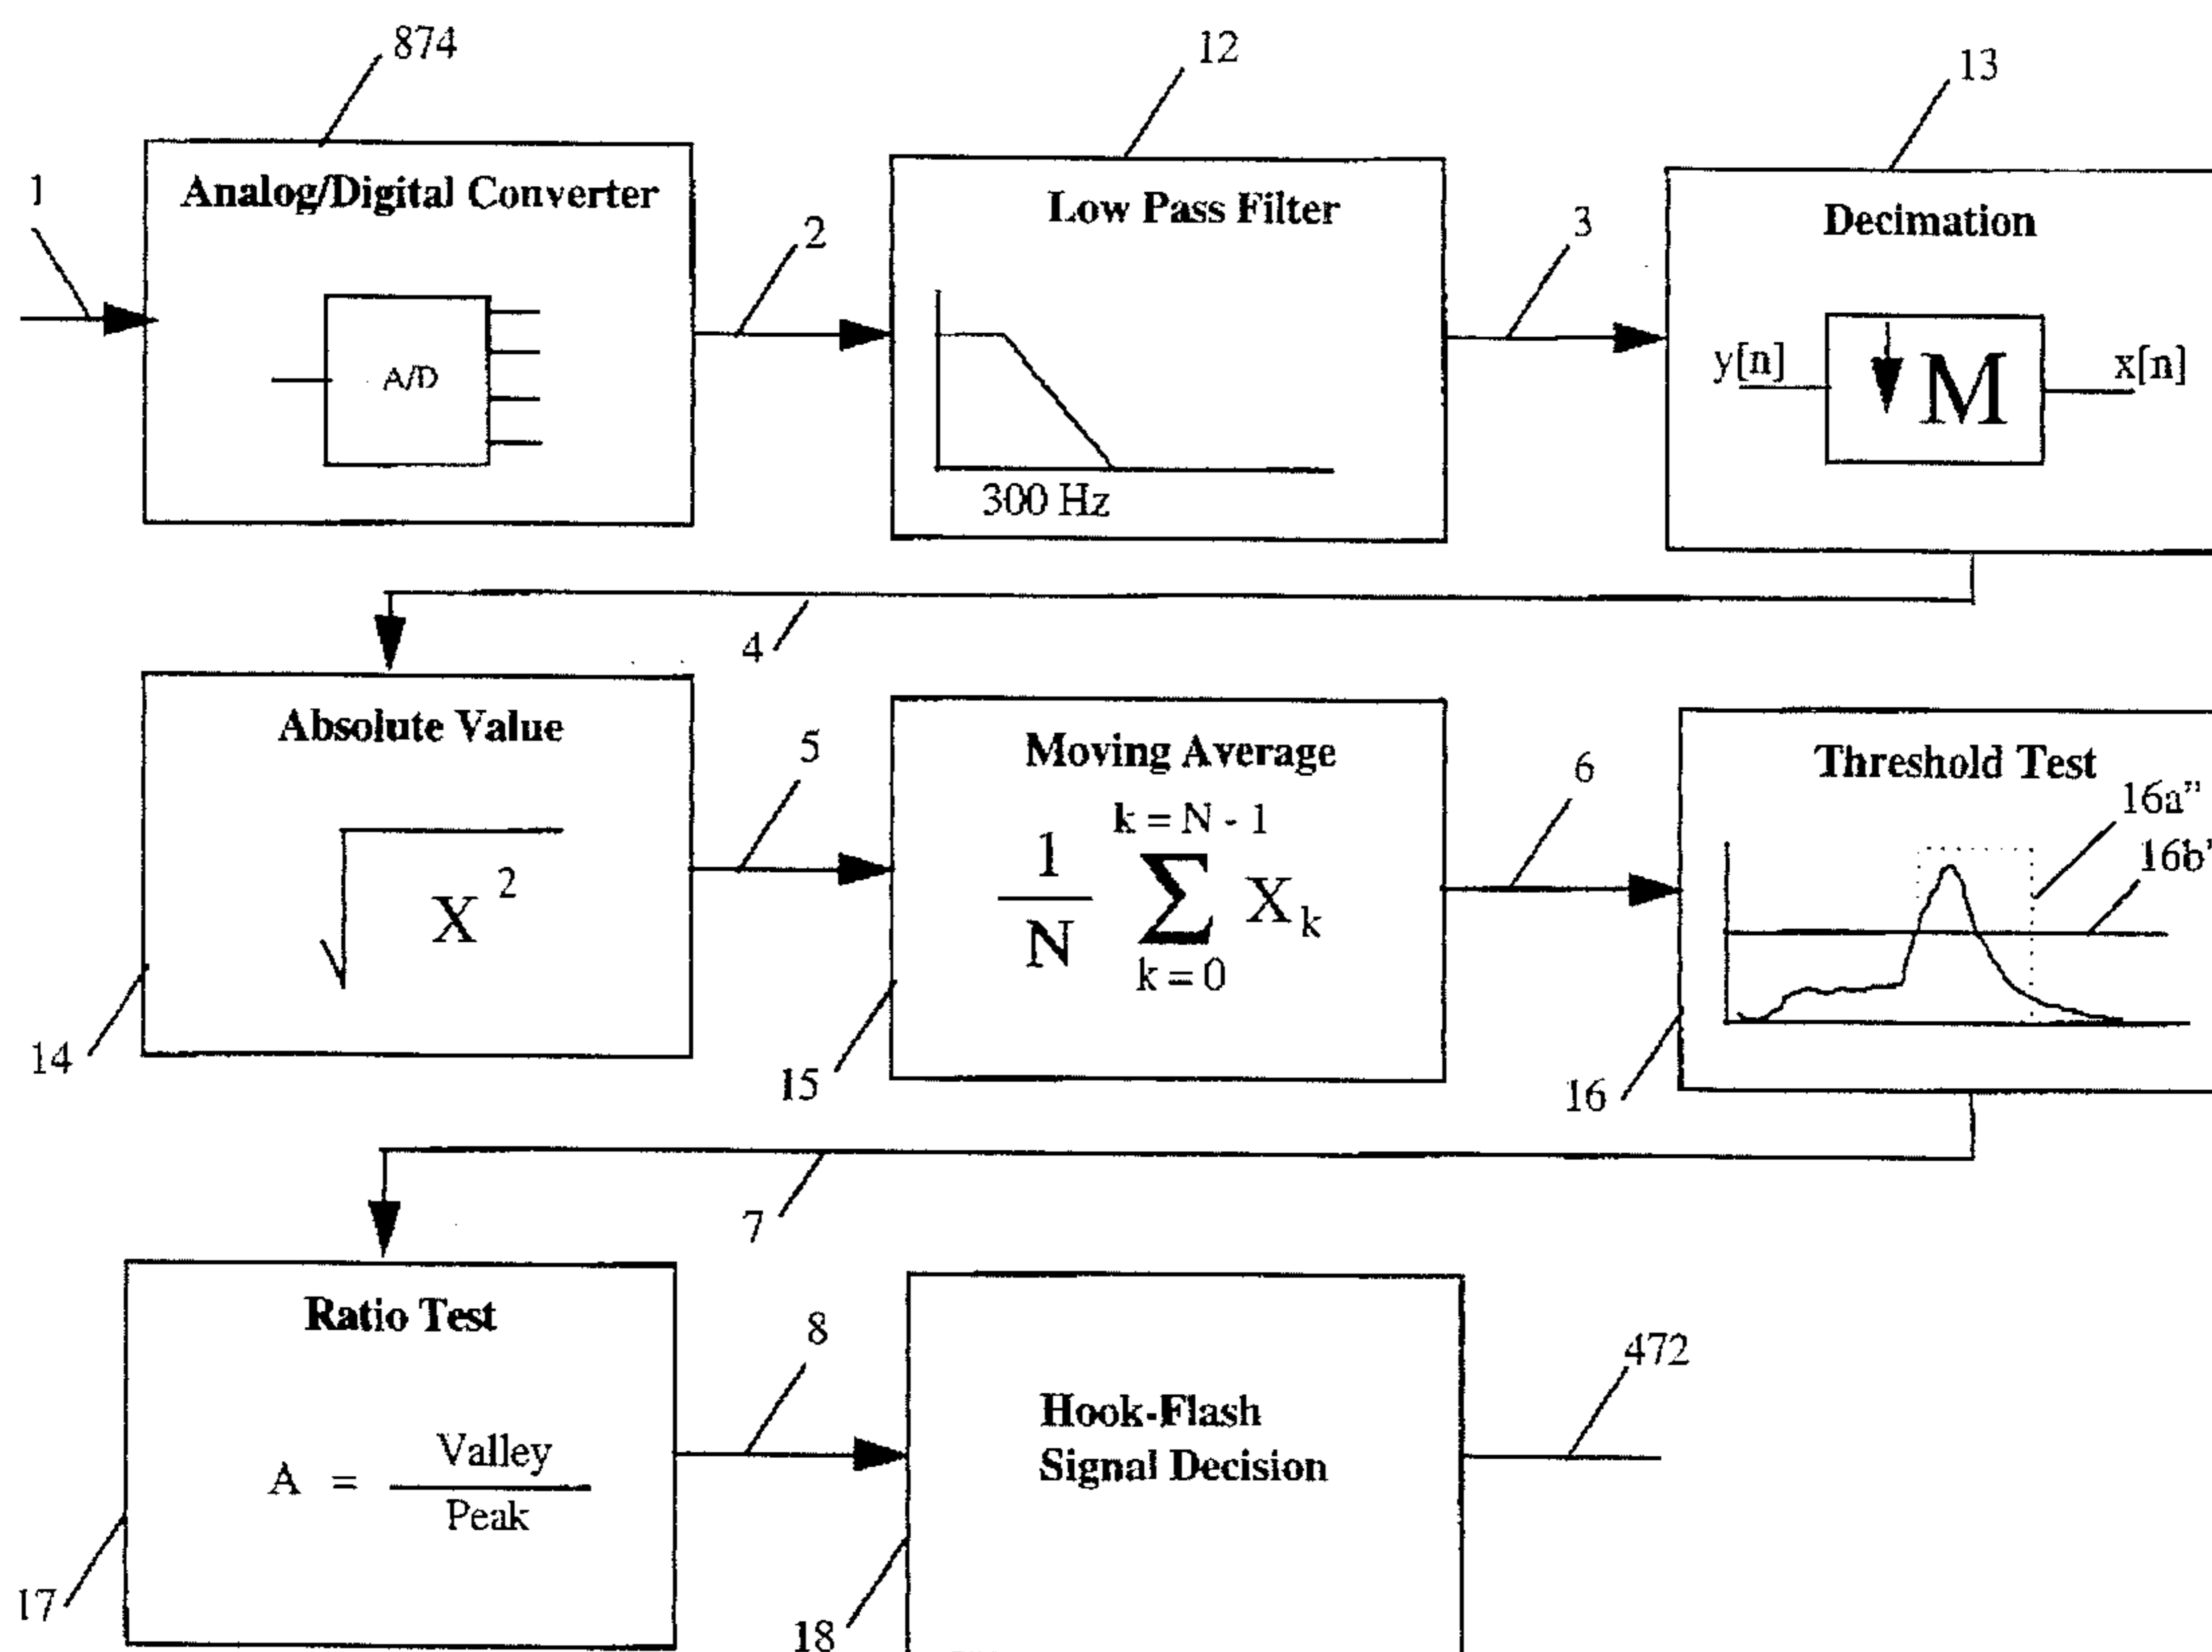 874
12
13
1
Analog/Digital Converter
2
Low Pass Filter
3
Decimation
A/D
y[n]
M
x[n]
300 Hz
4
Absolute Value
5
Moving Average
6
Threshold Test
16a"
16b'
X 2
1
N
k = N - 1
Σ
X k
k = 0
14
15
16
7
Ratio Test
8
472
Hook-Flash
Signal Decision
A = Valley
Peak
17
18